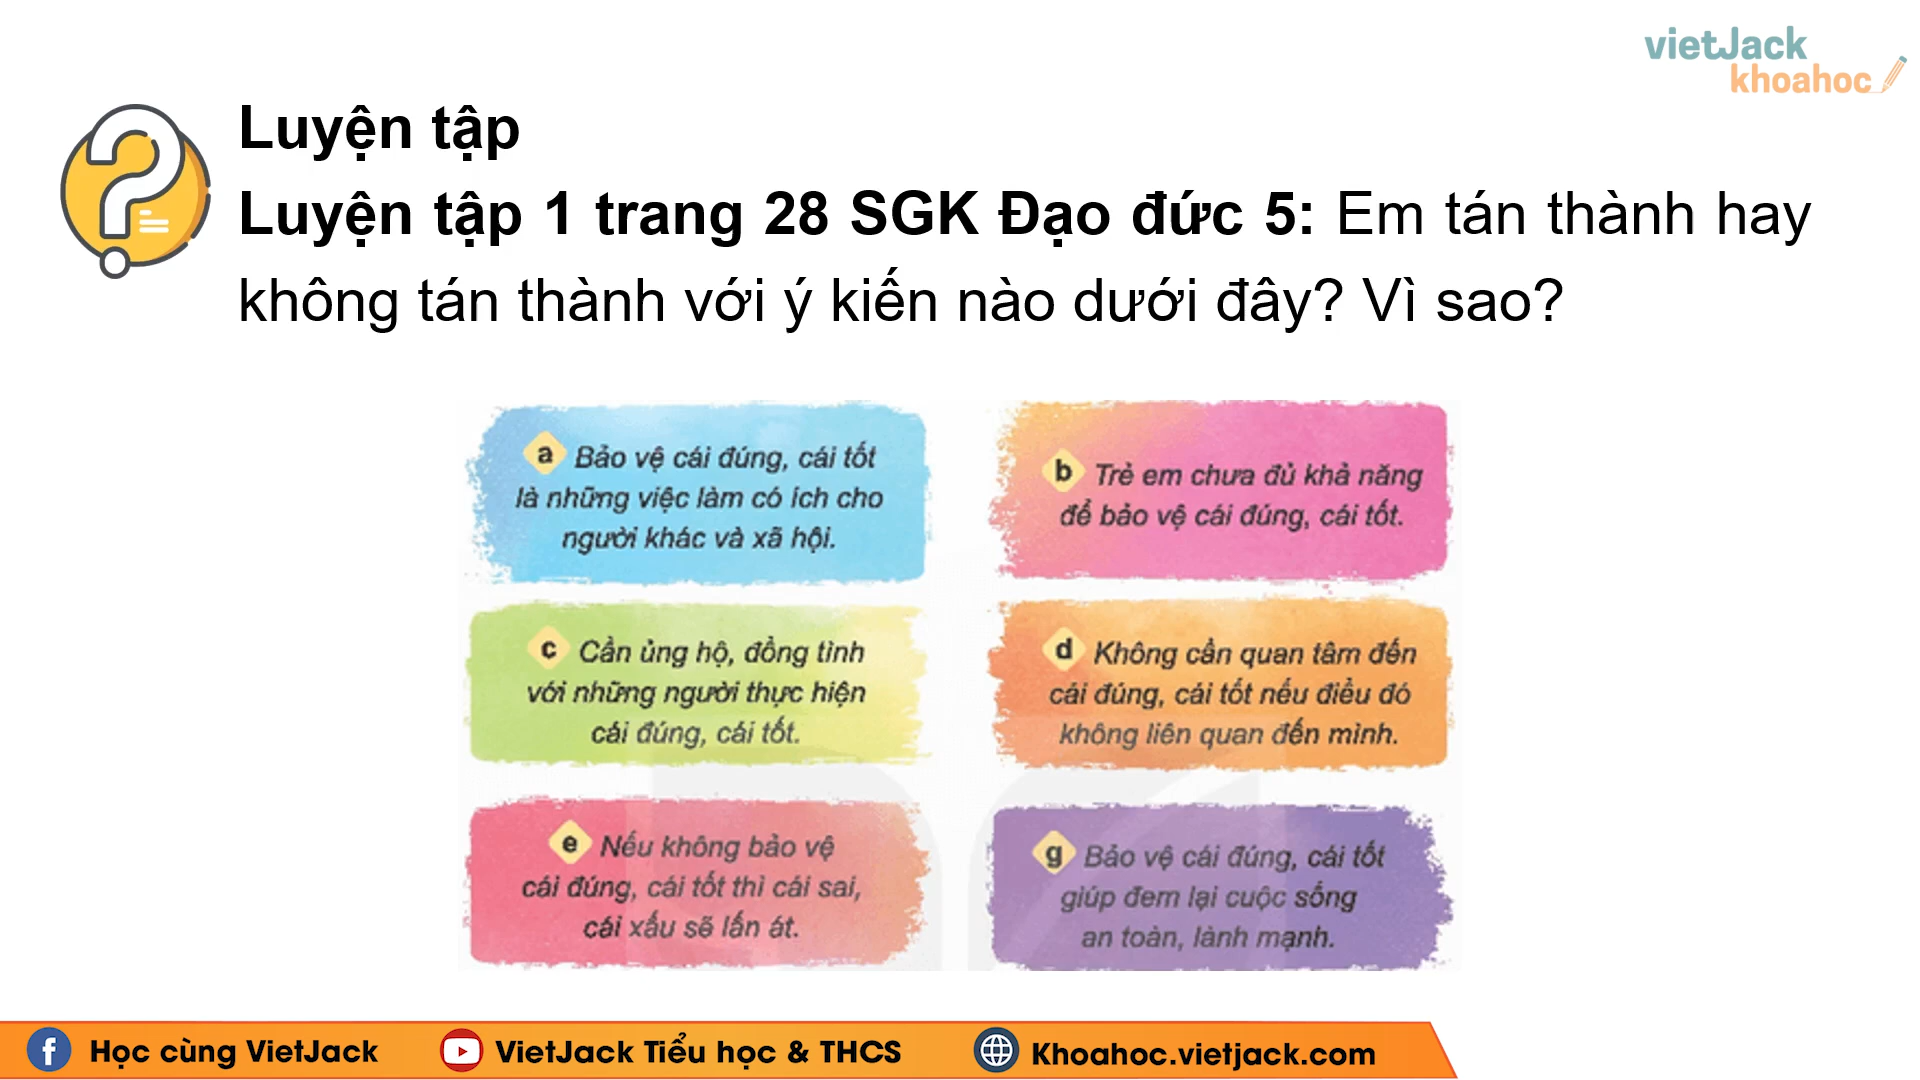 vietJack
khoahoc
Luyện tập
Luyện tập 1 trang 28 SGK Đạo đức 5: Em tán thành hay
không tán thành với ý kiến nào dưới đây? Vì sao?
a Bảo vệ cái đúng, cái tốt
là những việc làm có ích cho
người khác và xã hội.
b Trẻ em chưa đủ khả năng
để bảo vệ cái đúng, cái tốt.
c Cần ủng hộ, đồng tình
với những người thực hiện
cái đúng, cái tốt.
d Không cần quan tâm đến
cái đúng, cái tốt nếu điều đó
không liên quan đến mình.
e Nếu không bảo vệ
cái đúng, cái tốt thì cái sai,
cái xấu sẽ lấn át.
g Bảo vệ cái đúng, cái tốt
giúp đem lại cuộc sống
an toàn, lành mạnh.
Học cùng VietJack
VietJack Tiểu học & THCS
Khoahoc.vietjack.com